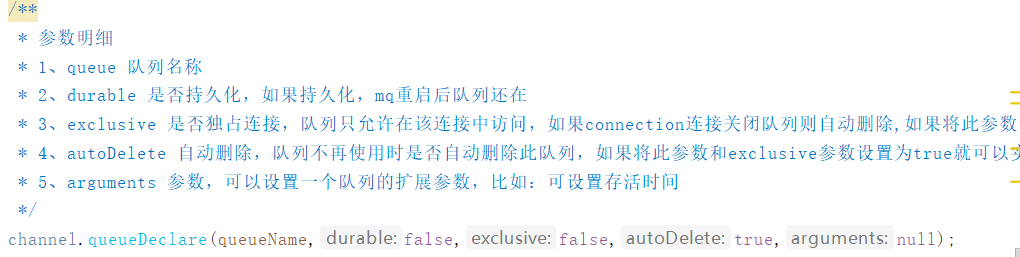 /**
* 参数明细
* 1、queue 队列名称
* 2、durable 是否持久化，如果持久化，mq重启后队列还在
* 3、exclusive 是否独占连接，队列只允许在该连接中访问，如果connection连接关闭队列则自动删除,如果将此参数
* 4、autoDelete 自动删除，队列不再使用时是否自动删除此队列，如果将此参数和exclusive参数设置为true就可以
* 5、arguments 参数，可以设置一个队列的扩展参数，比如：可设置存活时间
*/
channel.queueDeclare(queueName, durable: false, exclusive: false, autoDelete: true, arguments: null);